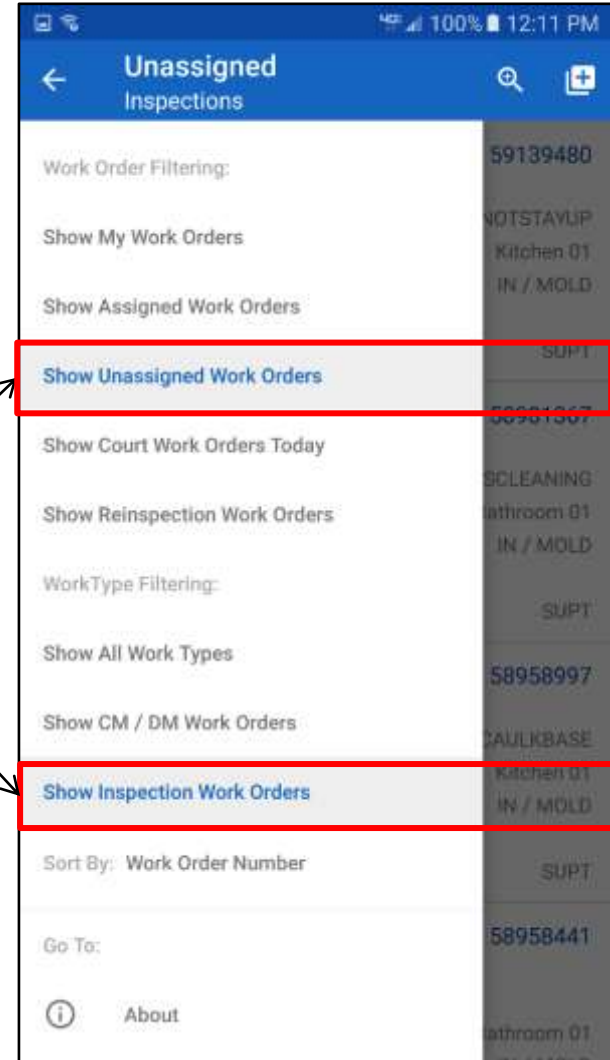 4GE 100% 12:11 PM
Unassigned
Inspections
Work Order Filtering:
Show My Work Orders
Show Assigned Work Orders
Show Unassigned Work Orders
Show Court Work Orders Today
Show Reinspection Work Orders
WorkType Filtering:
Show All Work Types
Show CM / DM Work Orders
Show Inspection Work Orders
Sort By: Work Order Number
Go To:
About
59139480
NOTSTAYUP
Kitchen 01
IN / MOLD
SUPT
58981367
SCLEANING
athroom 01
IN / MOLD
SUPT
58958997
CAULKBASE
Kitchen 01
IN / MOLD
SUPT
58958441
athroom 01